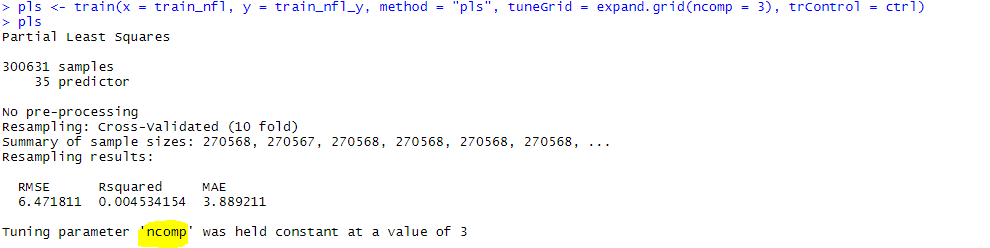 > pls <- train(x = train_nfl, y = train_nfl_y, method = "pls", tuneGrid = expand.grid(ncomp = 3), trControl = ctrl)
> pls
Partial Least Squares
300631 samples
35 predictor
No pre-processing
Resampling: Cross-Validated (10 fold)
Summary of sample sizes: 270568, 270567, 270568, 270568, 270568, 270568, ...
Resampling results:
RMSE Rsquared MAE
6.471811 0.004534154 3.889211
Tuning parameter 'ncomp' was held constant at a value of 3